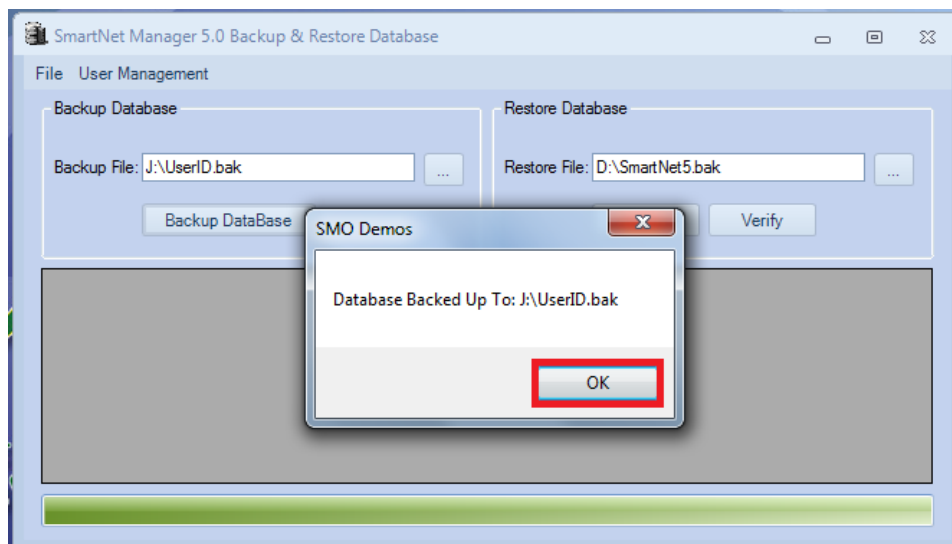 SmartNet Manager 5.0 Backup & Restore Database
File User Management
Backup Database
Restore Database
Backup File: J:\UserID.bak ...
Restore File: D:\SmartNet5.bak ...
Backup DataBase
Verify
SMO Demos
Database Backed Up To: J:\UserID.bak
OK